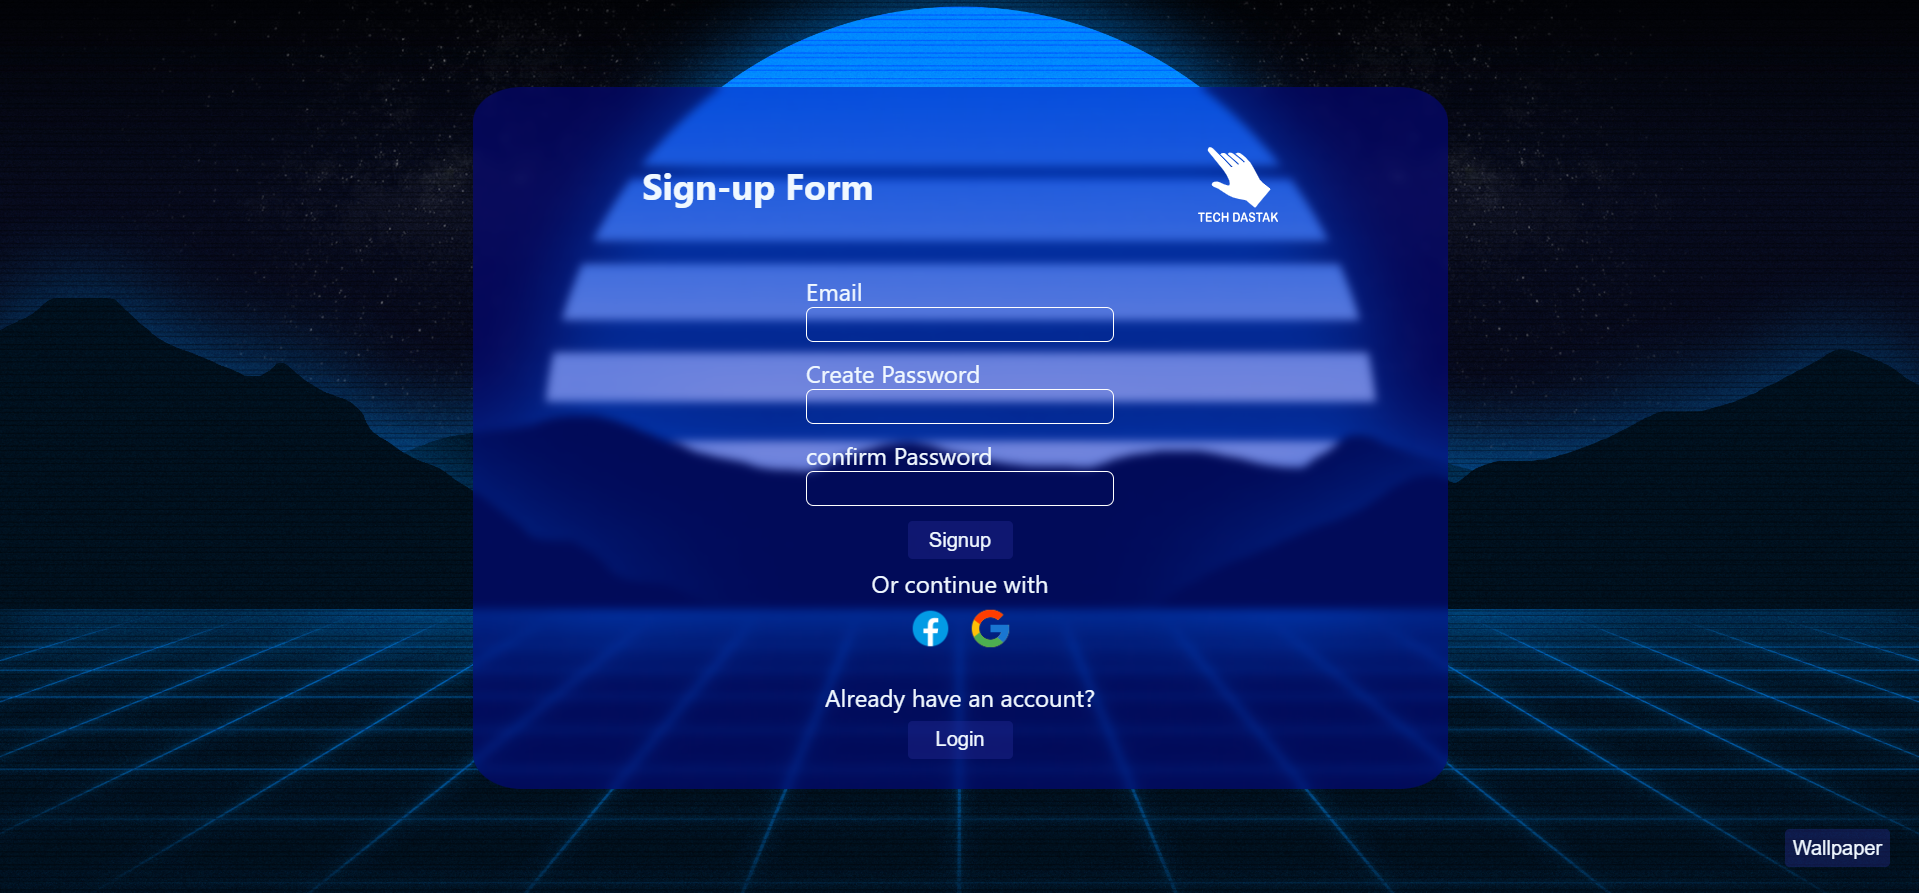 Sign-up Form
TECH DASTAK
Email
Create Password
confirm Password
Signup
Or continue with
Already have an account?
Login
Wallpaper